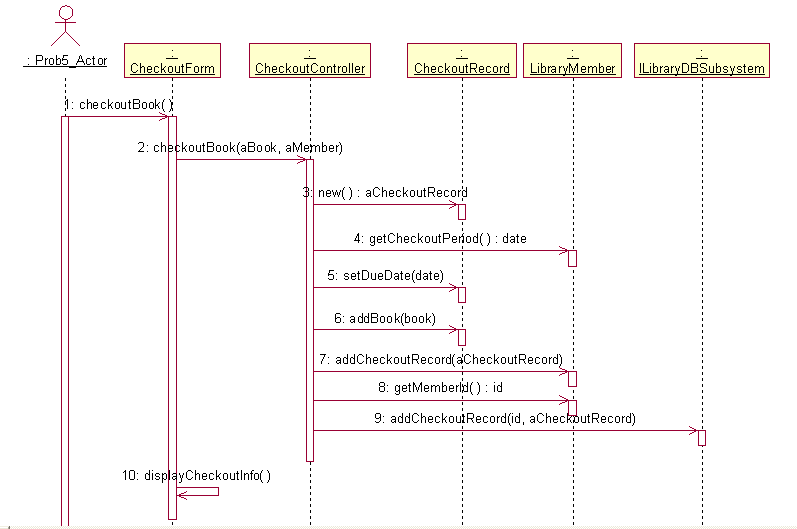 : Prob5_Actor
:
CheckoutForm
:
CheckoutController
:
CheckoutRecord
:
LibraryMember
:
ILibraryDBSubsystem
1: checkoutBook( )
2: checkoutBook(aBook, aMember)
3: new( ) : aCheckoutRecord
4: getCheckoutPeriod( ) : date
5: setDueDate(date)
6: addBook(book)
7: addCheckoutRecord(aCheckoutRecord)
8: getMemberId( ) : id
9: addCheckoutRecord(id, aCheckoutRecord)
10: displayCheckoutInfo( )